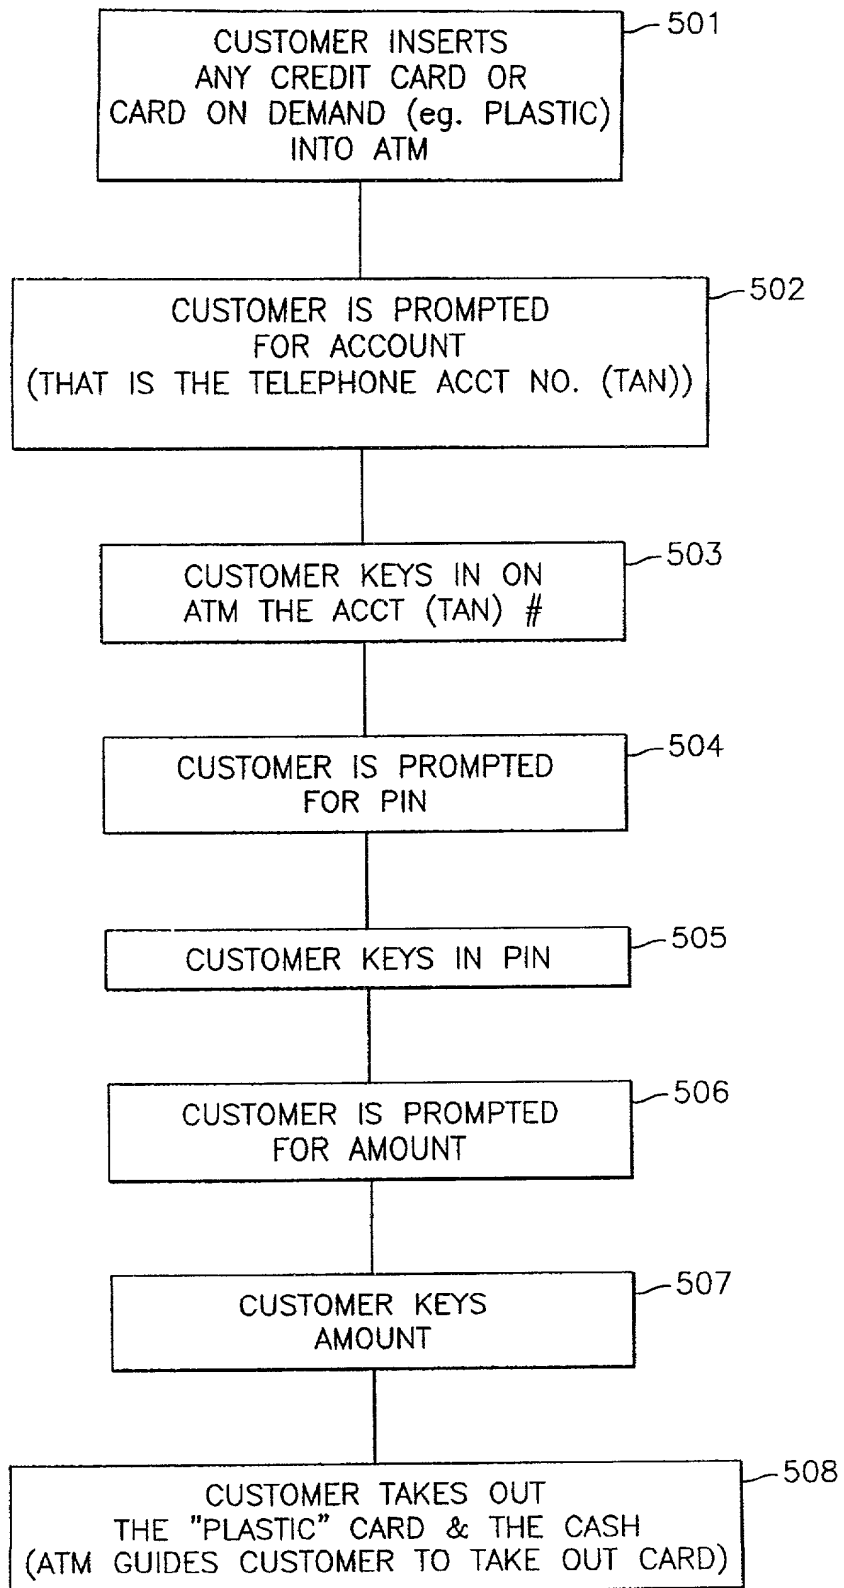 CUSTOMER INSERTS
ANY CREDIT CARD OR
CARD ON DEMAND (eg. PLASTIC)
INTO ATM
501
CUSTOMER IS PROMPTED
FOR ACCOUNT
(THAT IS THE TELEPHONE ACCT NO. (TAN))
502
CUSTOMER KEYS IN ON
ATM THE ACCT (TAN) #
503
CUSTOMER IS PROMPTED
FOR PIN
504
CUSTOMER KEYS IN PIN
505
CUSTOMER IS PROMPTED
FOR AMOUNT
506
CUSTOMER KEYS
AMOUNT
507
CUSTOMER TAKES OUT
THE "PLASTIC" CARD & THE CASH
(ATM GUIDES CUSTOMER TO TAKE OUT CARD)
508